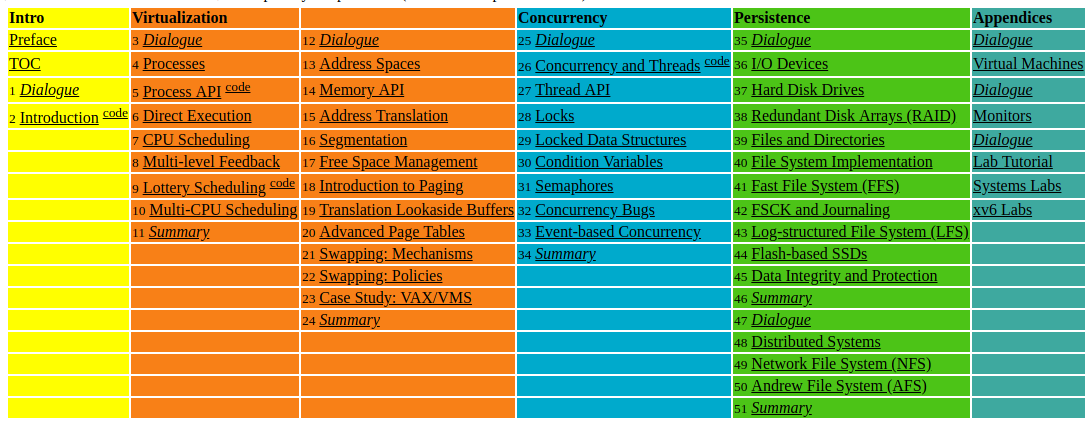 Intro Virtualization Concurrency Persistence Appendices
Preface 3 Dialogue 12 Dialogue 25 Dialogue 35 Dialogue Dialogue
TOC 4 Processes 13 Address Spaces 26 Concurrency and Threads code 36 I/O Devices Virtual Machines
1 Dialogue 5 Process API code 14 Memory API 27 Thread API 37 Hard Disk Drives Dialogue
2 Introduction code 6 Direct Execution 15 Address Translation 28 Locks 38 Redundant Disk Arrays (RAID) Monitors
7 CPU Scheduling 16 Segmentation 29 Locked Data Structures 39 Files and Directories Dialogue
8 Multi-level Feedback 17 Free Space Management 30 Condition Variables 40 File System Implementation Lab Tutorial
9 Lottery Scheduling code 18 Introduction to Paging 31 Semaphores 41 Fast File System (FFS) Systems Labs
10 Multi-CPU Scheduling 19 Translation Lookaside Buffers 32 Concurrency Bugs 42 FSCK and Journaling xv6 Labs
11 Summary 20 Advanced Page Tables 33 Event-based Concurrency 43 Log-structured File System (LFS)
21 Swapping: Mechanisms 34 Summary 44 Flash-based SSDs
22 Swapping: Policies 45 Data Integrity and Protection
23 Case Study: VAX/VMS 46 Summary
24 Summary 47 Dialogue
48 Distributed Systems
49 Network File System (NFS)
50 Andrew File System (AFS)
51 Summary